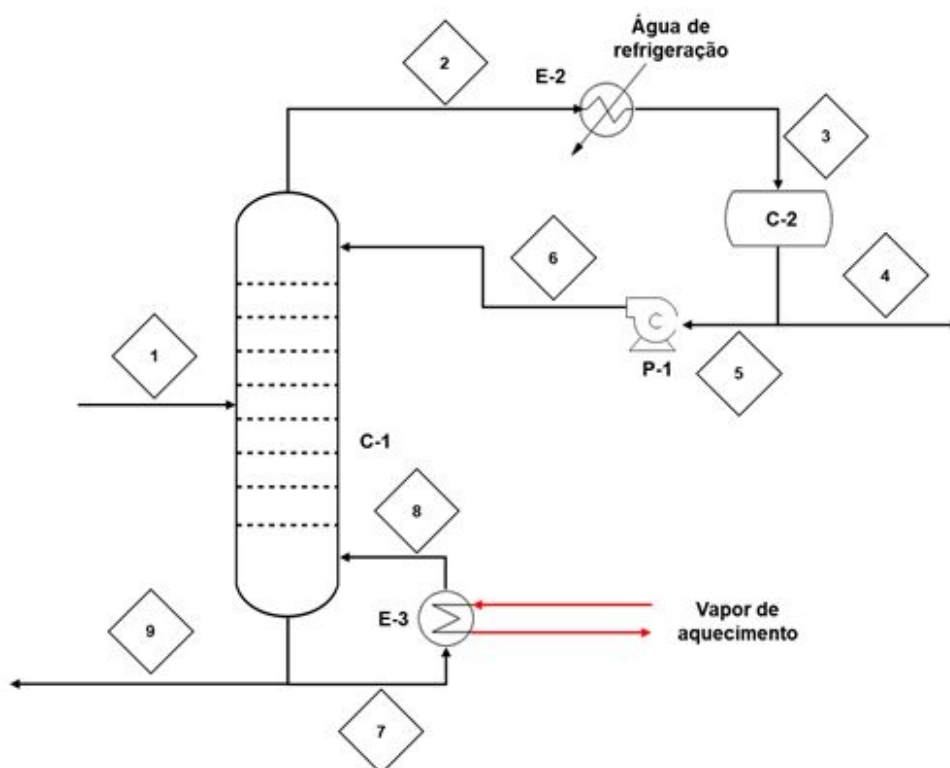 Água de
refrigeração
2
E-2
3
C-2
6
4
1
P-1
5
C-1
8
E-3
Vapor de
aquecimento
9
7